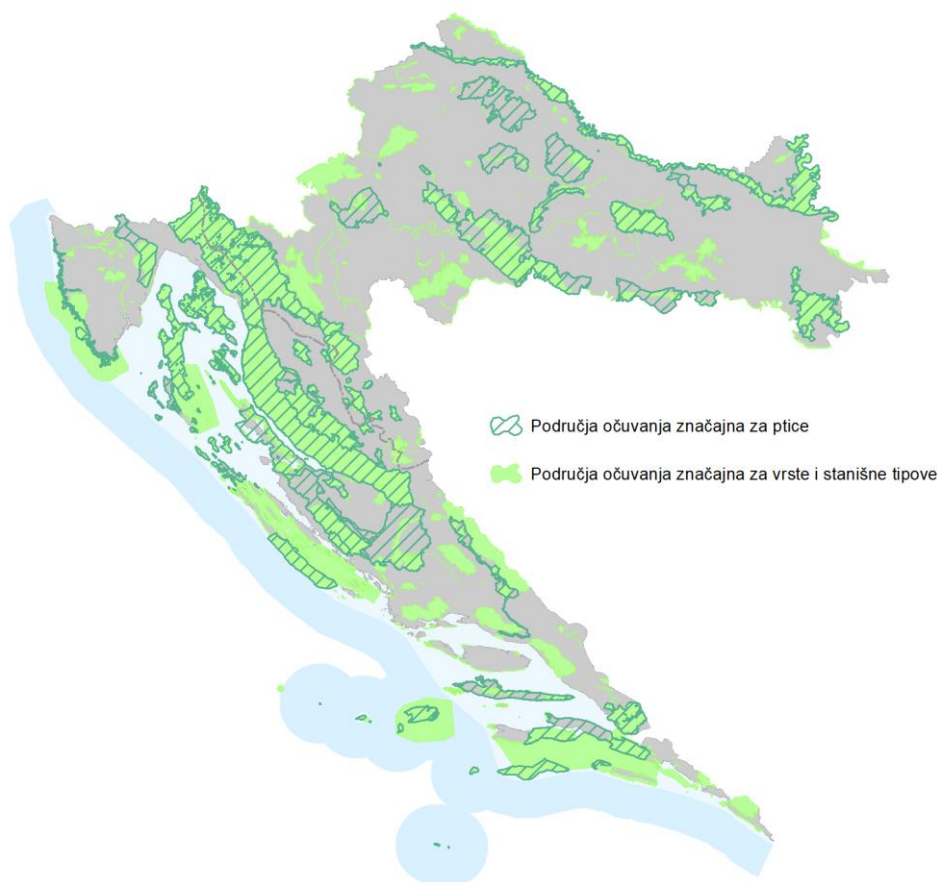 Područja očuvanja značajna za ptice
Područja očuvanja značajna za vrste i stanišne tipove